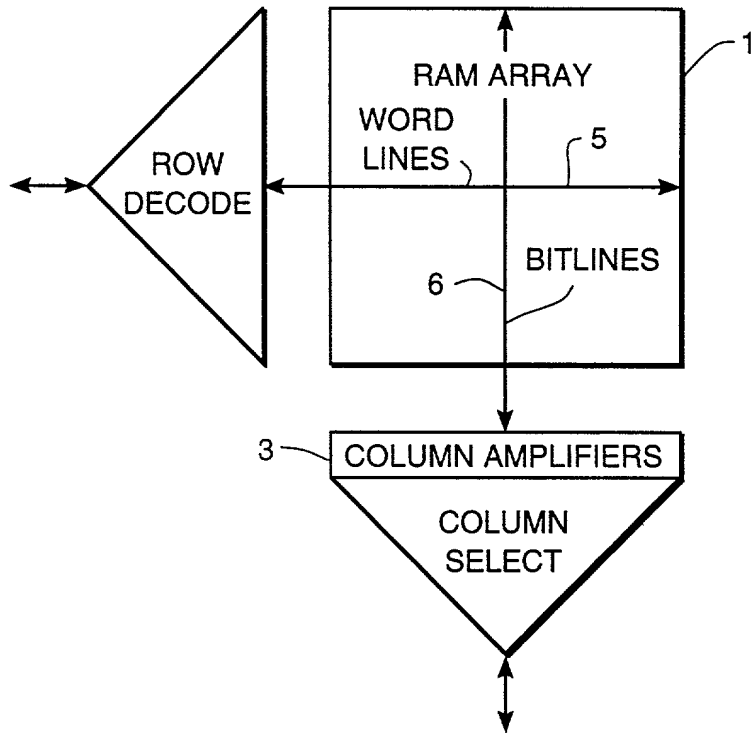 1
RAM ARRAY
WORD
LINES
5
ROW
DECODE
BITLINES
6
3
COLUMN AMPLIFIERS
COLUMN
SELECT